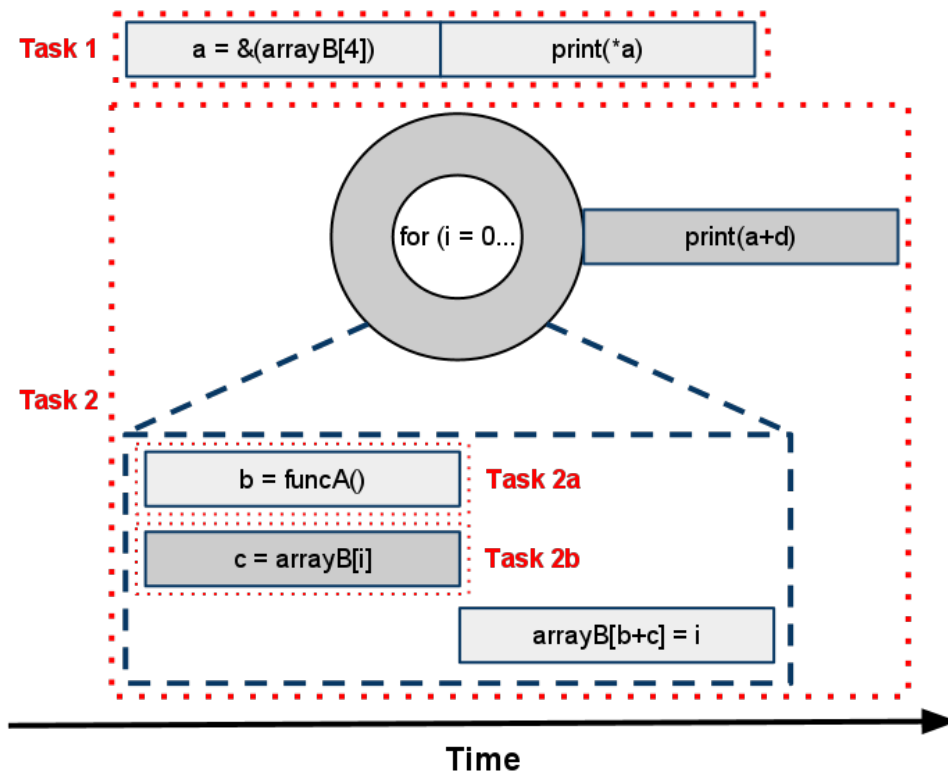 Task 1
a = &(arrayB[4])
print(*a)
for (i = 0...
print(a+d)
Task 2
b = funcA()
Task 2a
c = arrayB[i]
Task 2b
arrayB[b+c] = i
Time